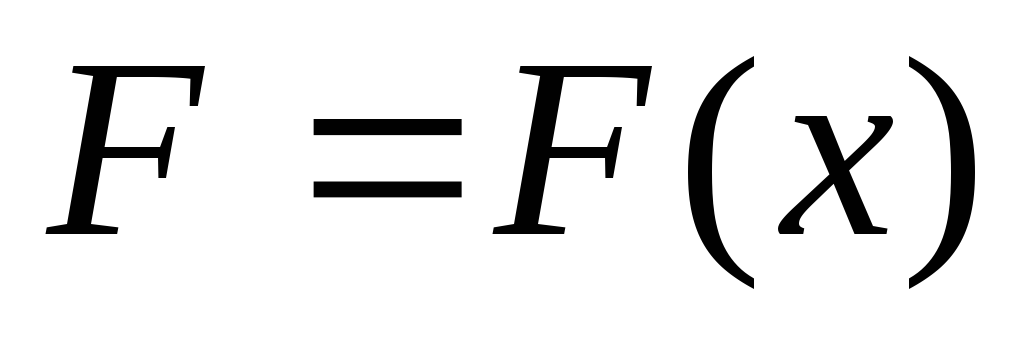 F = F(x)